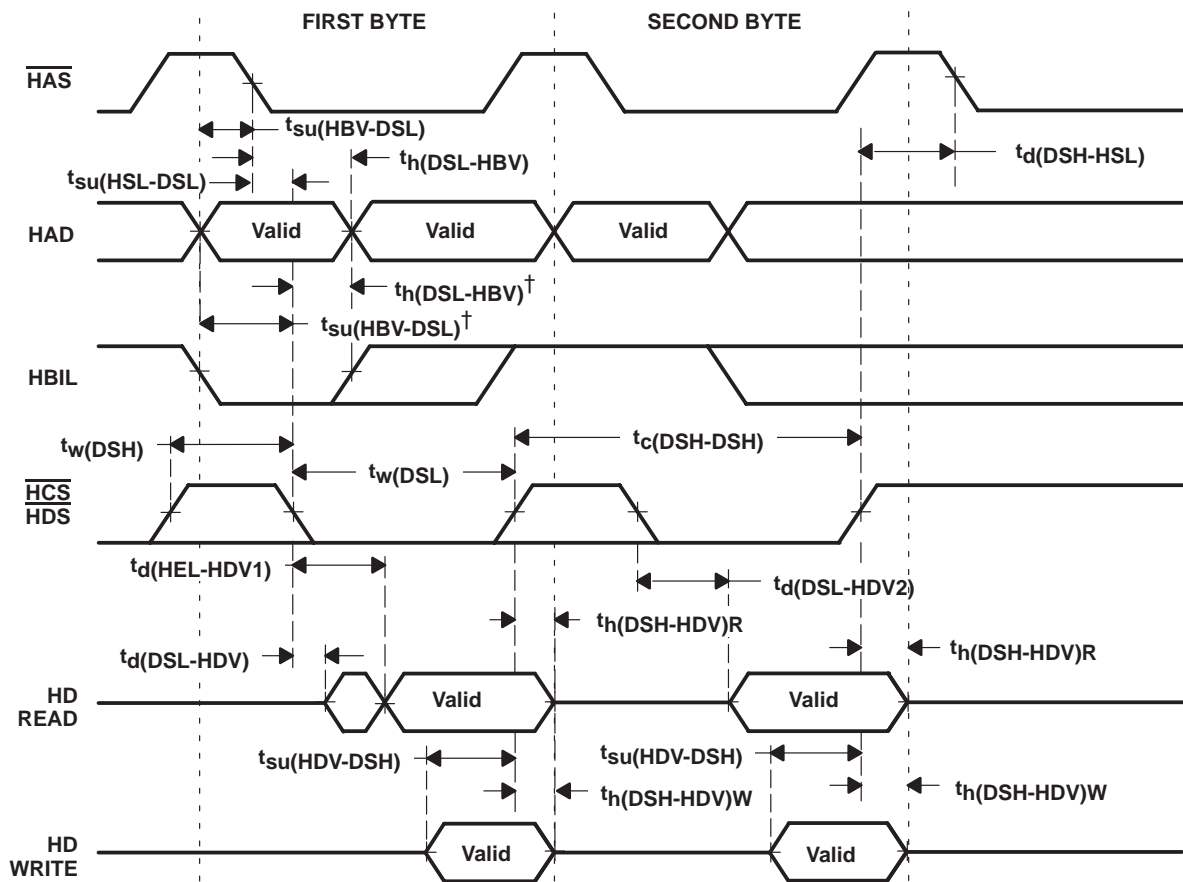 FIRST BYTE SECOND BYTE
HAS
tsu(HBV-DSL)
th(DSL-HBV)
td(DSH-HSL)
tsu(HSL-DSL)
HAD Valid Valid Valid
th(DSL-HBV)†
tsu(HBV-DSL)†
HBIL
tw(DSH) tc(DSH-DSH)
tw(DSL)
HCS
HDS
td(HEL-HDV1)
td(DSL-HDV2)
th(DSH-HDV)R
td(DSL-HDV) th(DSH-HDV)R
HD
READ
Valid Valid
tsu(HDV-DSH) tsu(HDV-DSH)
th(DSH-HDV)W th(DSH-HDV)W
HD
WRITE
Valid Valid